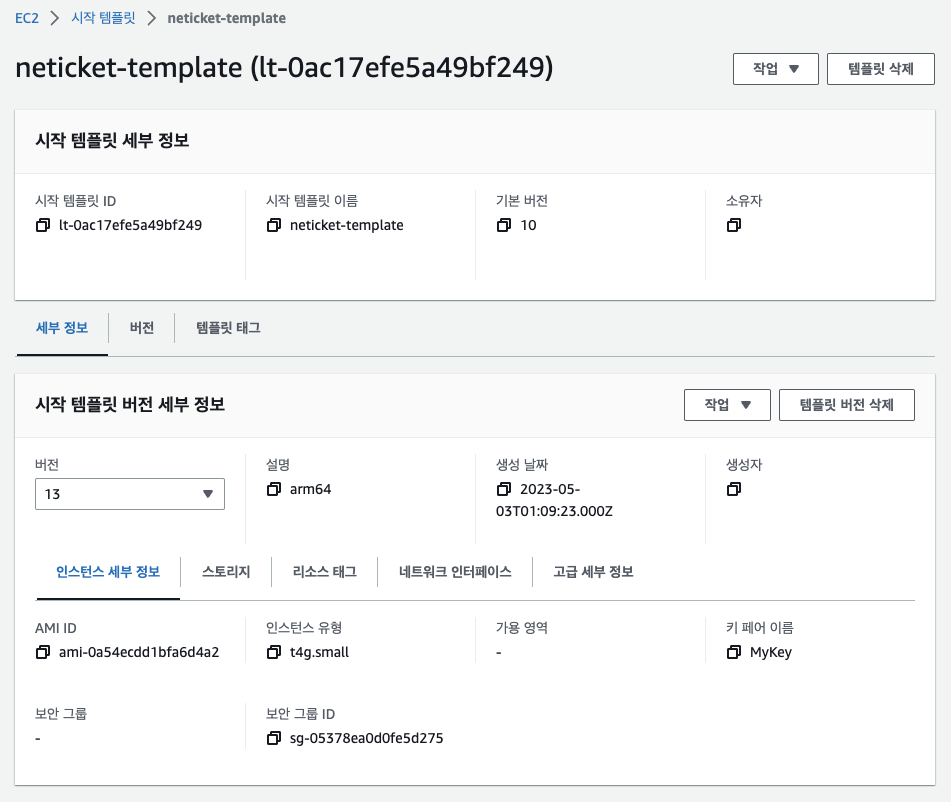 EC2 > 시작 템플릿 > neticket-template
neticket-template (lt-0ac17efe5a49bf249)
작업 ▼
템플릿 삭제
시작 템플릿 세부 정보
시작 템플릿 ID
lt-0ac17efe5a49bf249
시작 템플릿 이름
neticket-template
기본 버전
10
소유자
세부 정보
버전
템플릿 태그
시작 템플릿 버전 세부 정보
작업 ▼
템플릿 버전 삭제
버전
13
설명
arm64
생성 날짜
2023-05-
03T01:09:23.000Z
생성자
인스턴스 세부 정보
스토리지
리소스 태그
네트워크 인터페이스
고급 세부 정보
AMI ID
ami-0a54ecdd1bfa6d4a2
인스턴스 유형
t4g.small
가용 영역
-
키 페어 이름
MyKey
보안 그룹
-
보안 그룹 ID
sg-05378ea0d0fe5d275